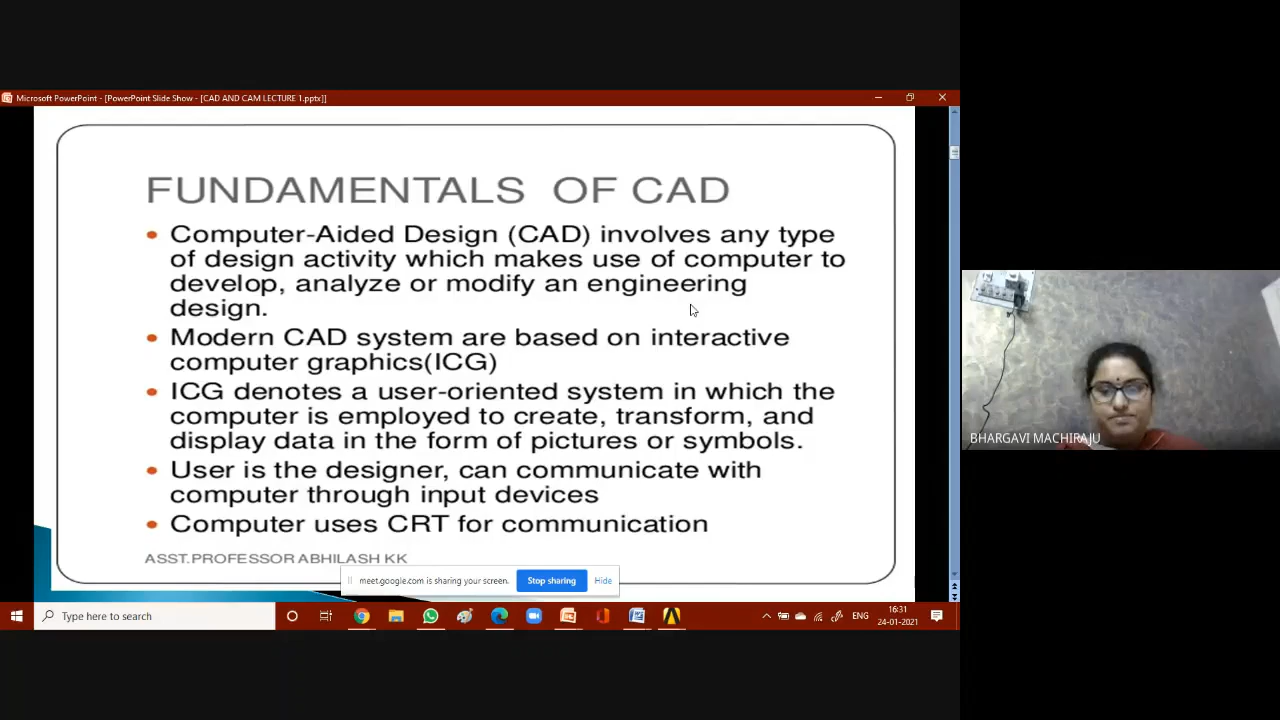 Microsoft PowerPoint - [PowerPoint Slide Show - [CAD AND CAM LECTURE 1.pptx]]
FUNDAMENTALS OF CAD
• Computer-Aided Design (CAD) involves any type
of design activity which makes use of computer to
develop, analyze or modify an engineering
design.
• Modern CAD system are based on interactive
computer graphics(ICG)
• ICG denotes a user-oriented system in which the
computer is employed to create, transform, and
display data in the form of pictures or symbols.
• User is the designer, can communicate with
computer through input devices
• Computer uses CRT for communication
ASST.PROFESSOR ABHILASH KK
meet.google.com is sharing your screen. Stop sharing Hide
Type here to search
ENG
16:31
24-01-2021
BHARGAVI MACHIRAJU